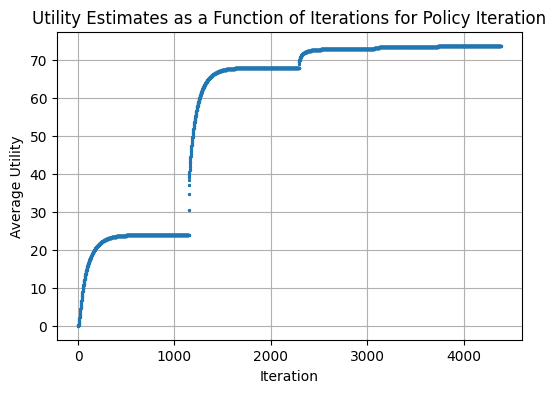 Utility Estimates as a Function of Iterations for Policy Iteration
Average Utility
70
60
50
40
30
20
10
0
0 1000 2000 3000 4000
Iteration